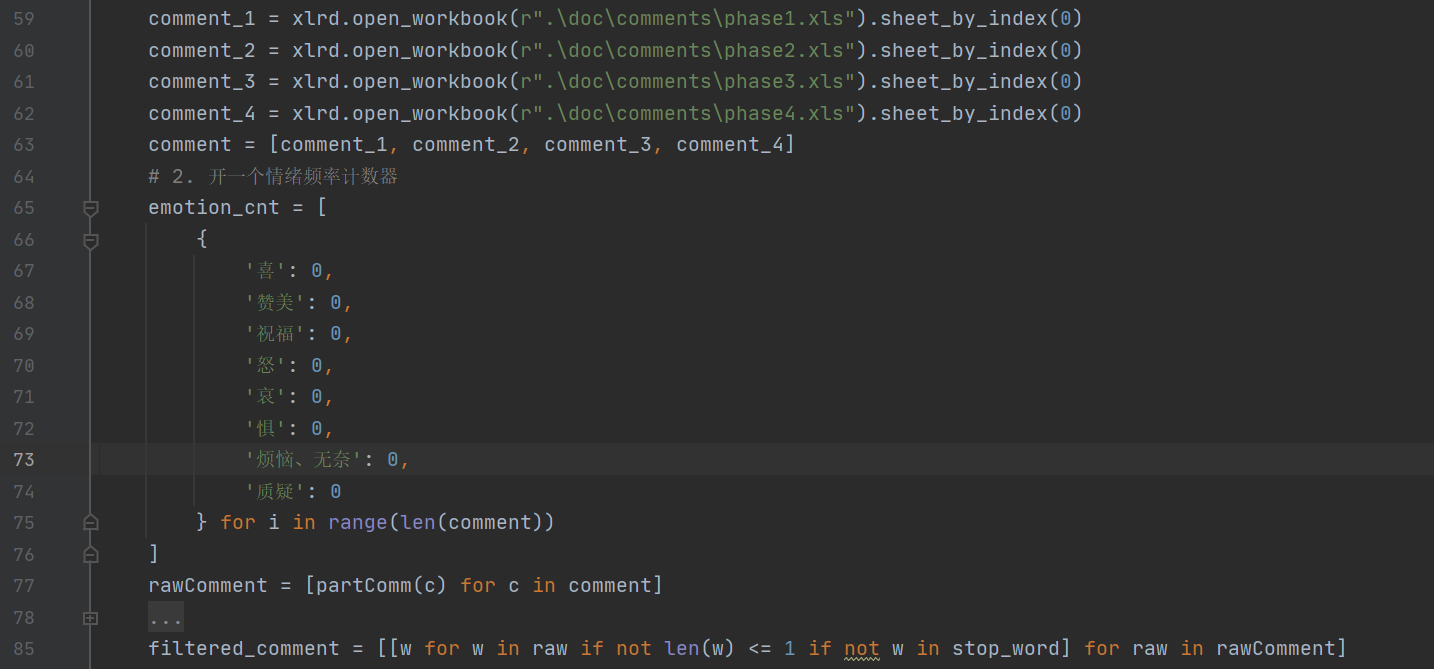 59 comment_1 = xlrd.open_workbook(r".\doc\comments\phase1.xls").sheet_by_index(0)
60 comment_2 = xlrd.open_workbook(r".\doc\comments\phase2.xls").sheet_by_index(0)
61 comment_3 = xlrd.open_workbook(r".\doc\comments\phase3.xls").sheet_by_index(0)
62 comment_4 = xlrd.open_workbook(r".\doc\comments\phase4.xls").sheet_by_index(0)
63 comment = [comment_1, comment_2, comment_3, comment_4]
64 # 2. 开一个情绪频率计数器
65 emotion_cnt = [
66     {
67         '喜': 0,
68         '赞美': 0,
69         '祝福': 0,
70         '怒': 0,
71         '哀': 0,
72         '惧': 0,
73         '烦恼、无奈': 0,
74         '质疑': 0
75     } for i in range(len(comment))
76 ]
77 rawComment = [partComm(c) for c in comment]
78 ...
85 filtered_comment = [[w for w in raw if not len(w) <= 1 if not w in stop_word] for raw in rawComment]